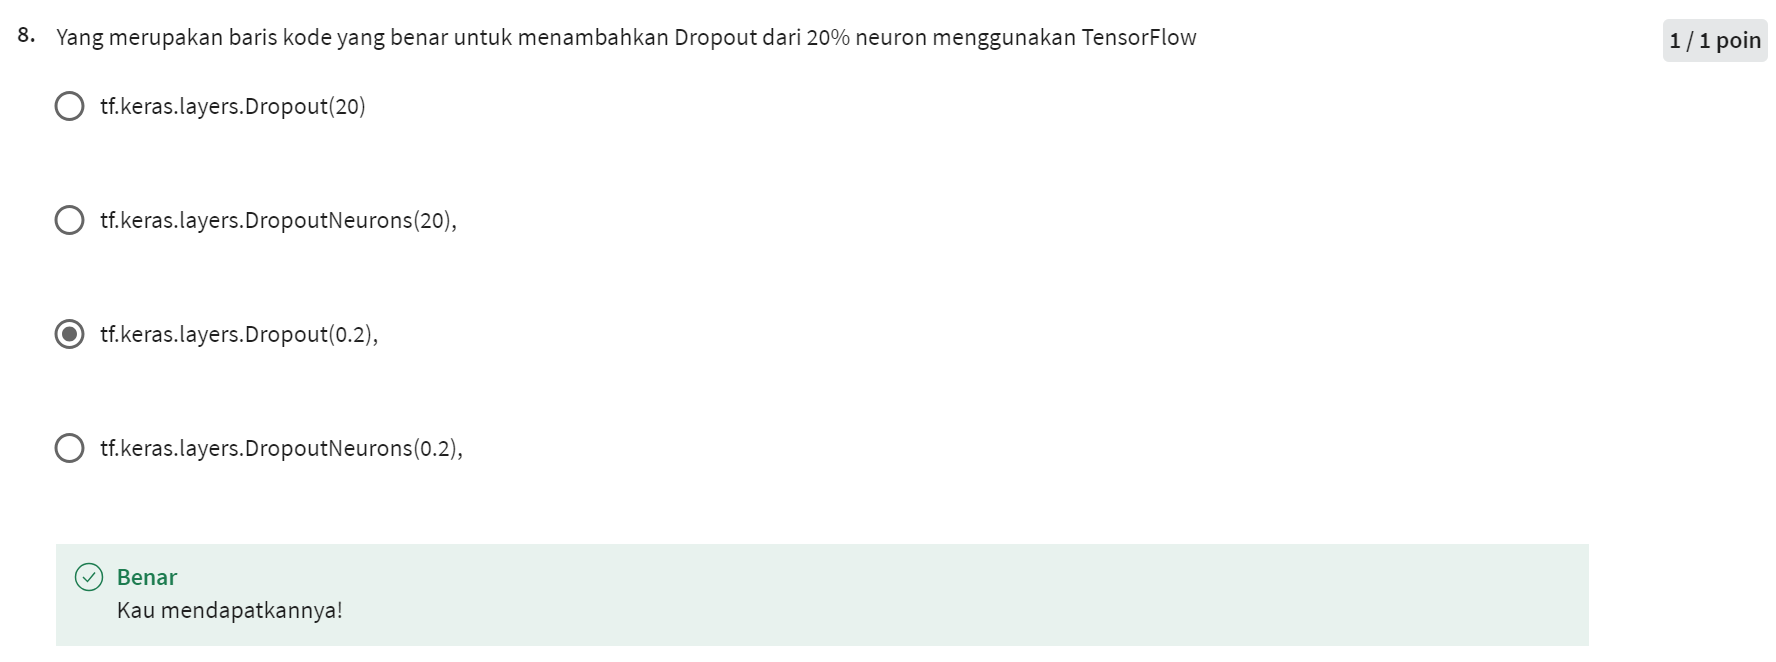 8. Yang merupakan baris kode yang benar untuk menambahkan Dropout dari 20% neuron menggunakan TensorFlow
1 / 1 poin
tf.keras.layers.Dropout(20)
tf.keras.layers.DropoutNeurons(20),
tf.keras.layers.Dropout(0.2),
tf.keras.layers.DropoutNeurons(0.2),
Benar
Kau mendapatkannya!